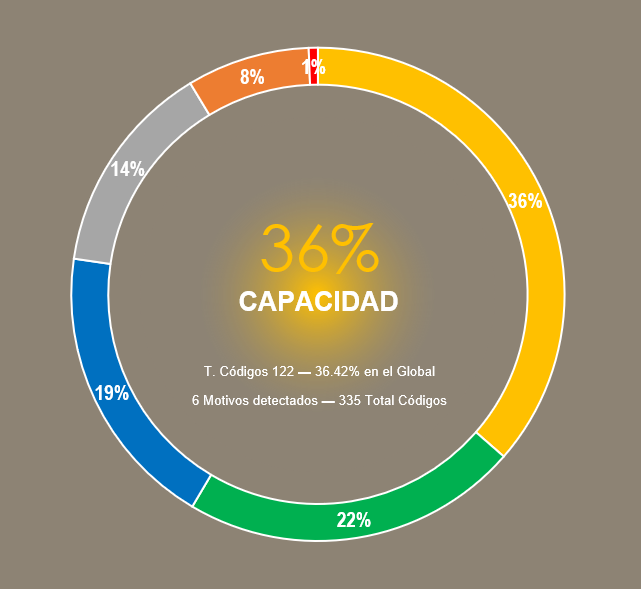 1%
8%
14%
36%
36%
CAPACIDAD
T. Códigos 122 — 36.42% en el Global
6 Motivos detectados — 335 Total Códigos
19%
22%